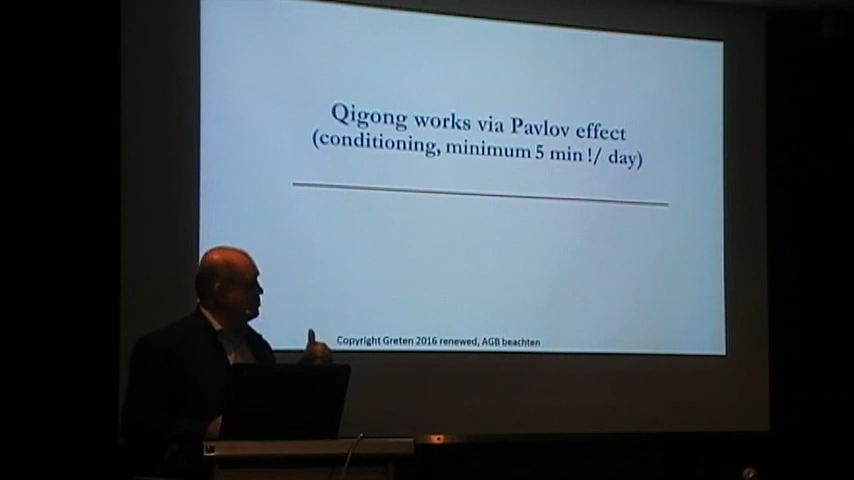 Qigong works via Pavlov effect
(conditioning, minimum 5 min !/ day)
Copyright Greten 2016 renewed, AGB beachten